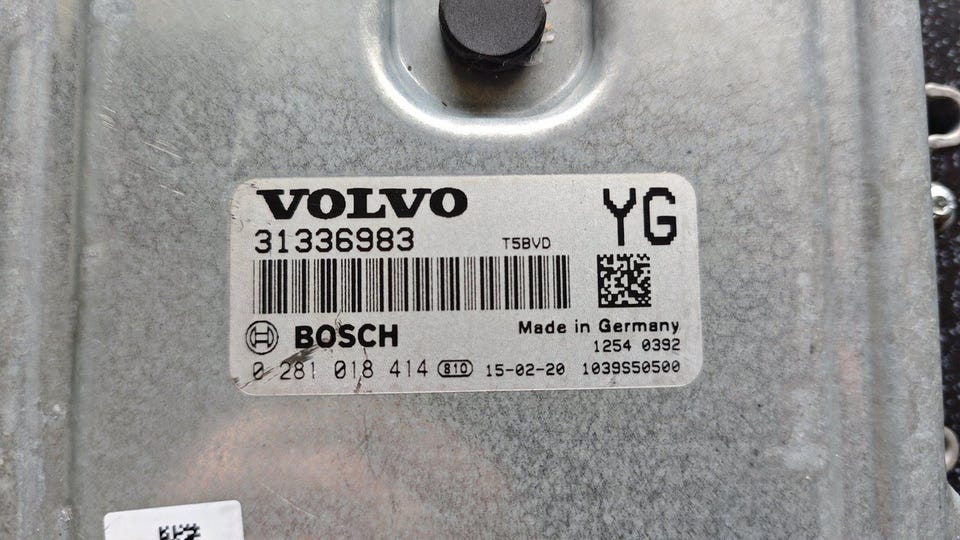 VOLVO
YG
31336983 T5BVD
BOSCH
Made in Germany
1254 0392
0 281 018 414 810 15-02-20 1039S50500